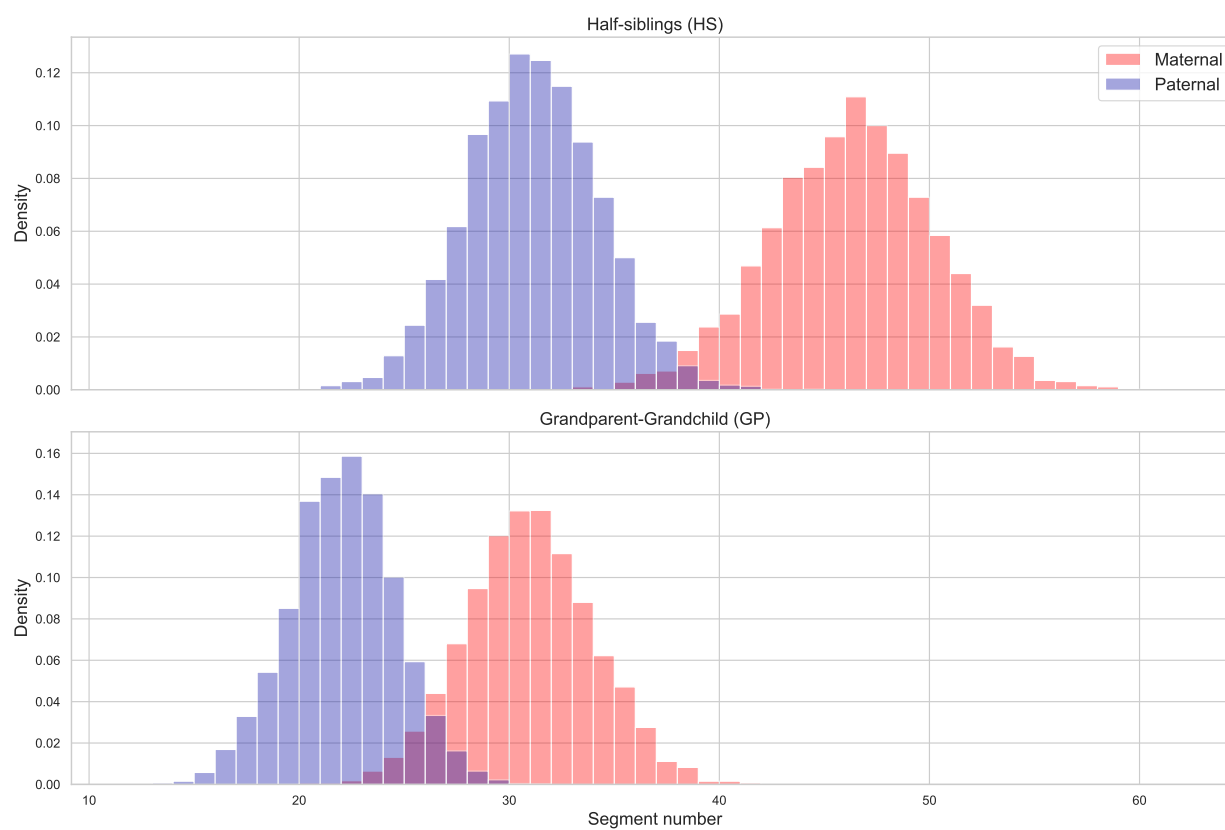 Half-siblings (HS)
Maternal
Paternal
Density
0.12
0.10
0.08
0.06
0.04
0.02
0.00
Grandparent-Grandchild (GP)
Density
0.16
0.14
0.12
0.10
0.08
0.06
0.04
0.02
0.00
10 20 30 40 50 60
Segment number